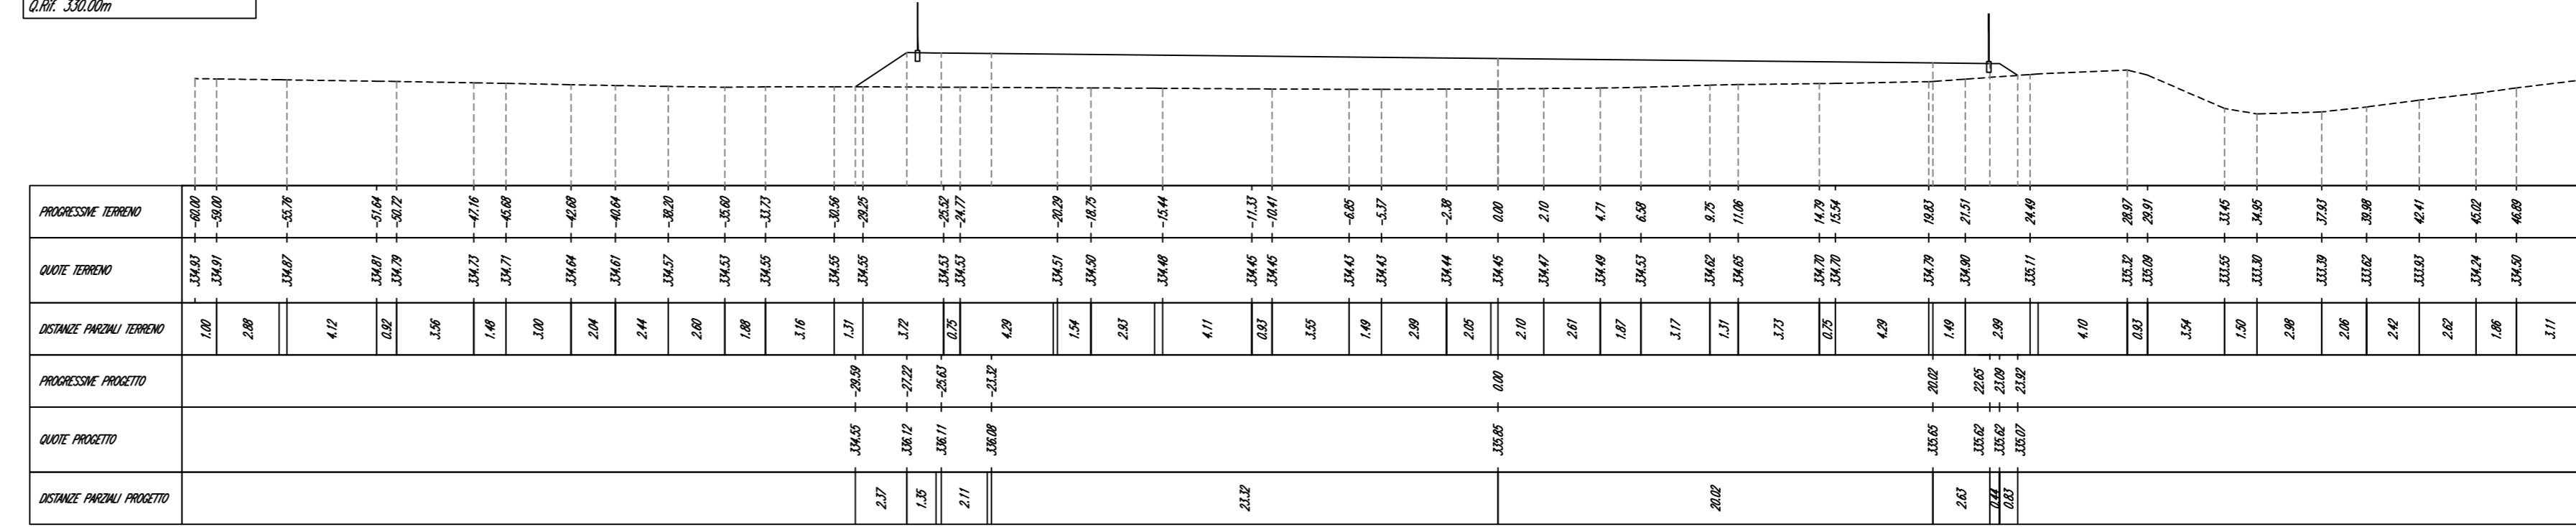 Q.Rif. 330.00m
PROGRESSIVE TERRENO -60.00 -59.00 -55.76 -51.64 -50.72 -47.16 -45.68 -42.68 -40.64 -38.20 -35.60 -33.73 -30.56 -29.25 -25.52 -24.77 -20.29 -18.75 -15.44 -11.33 -10.41 -6.85 -5.37 -2.38 0.00 2.10 4.71 6.58 9.75 11.06 14.79 15.54 19.83 21.51 24.49 28.97 29.91 33.45 34.95 37.93 39.98 42.41 45.02 46.89
QUOTE TERRENO 334.93 334.91 334.87 334.81 334.79 334.73 334.71 334.64 334.61 334.57 334.53 334.55 334.55 334.55 334.53 334.53 334.51 334.50 334.48 334.45 334.45 334.43 334.43 334.44 334.45 334.47 334.49 334.53 334.62 334.65 334.70 334.70 334.79 334.90 335.11 335.32 335.09 333.55 333.30 333.39 333.62 333.93 334.24 334.50
DISTANZE PARZIALI TERRENO 1.00 2.88 4.12 0.92 3.56 1.48 3.00 2.04 2.44 2.60 1.88 3.16 1.31 3.72 0.75 4.29 1.54 2.93 4.11 0.93 3.55 1.49 2.99 2.05 2.10 2.61 1.87 3.17 1.31 3.73 0.75 4.29 1.49 2.99 4.10 0.93 3.54 1.50 2.98 2.06 2.42 2.62 1.86 3.11
PROGRESSIVE PROGETTO -29.59 -27.22 -25.63 -23.32 0.00 20.02 22.65 23.09 23.92
QUOTE PROGETTO 334.55 336.12 336.11 336.08 335.85 335.65 335.62 335.62 335.07
DISTANZE PARZIALI PROGETTO 2.37 1.35 2.11 23.32 20.02 2.63 0.44 0.83